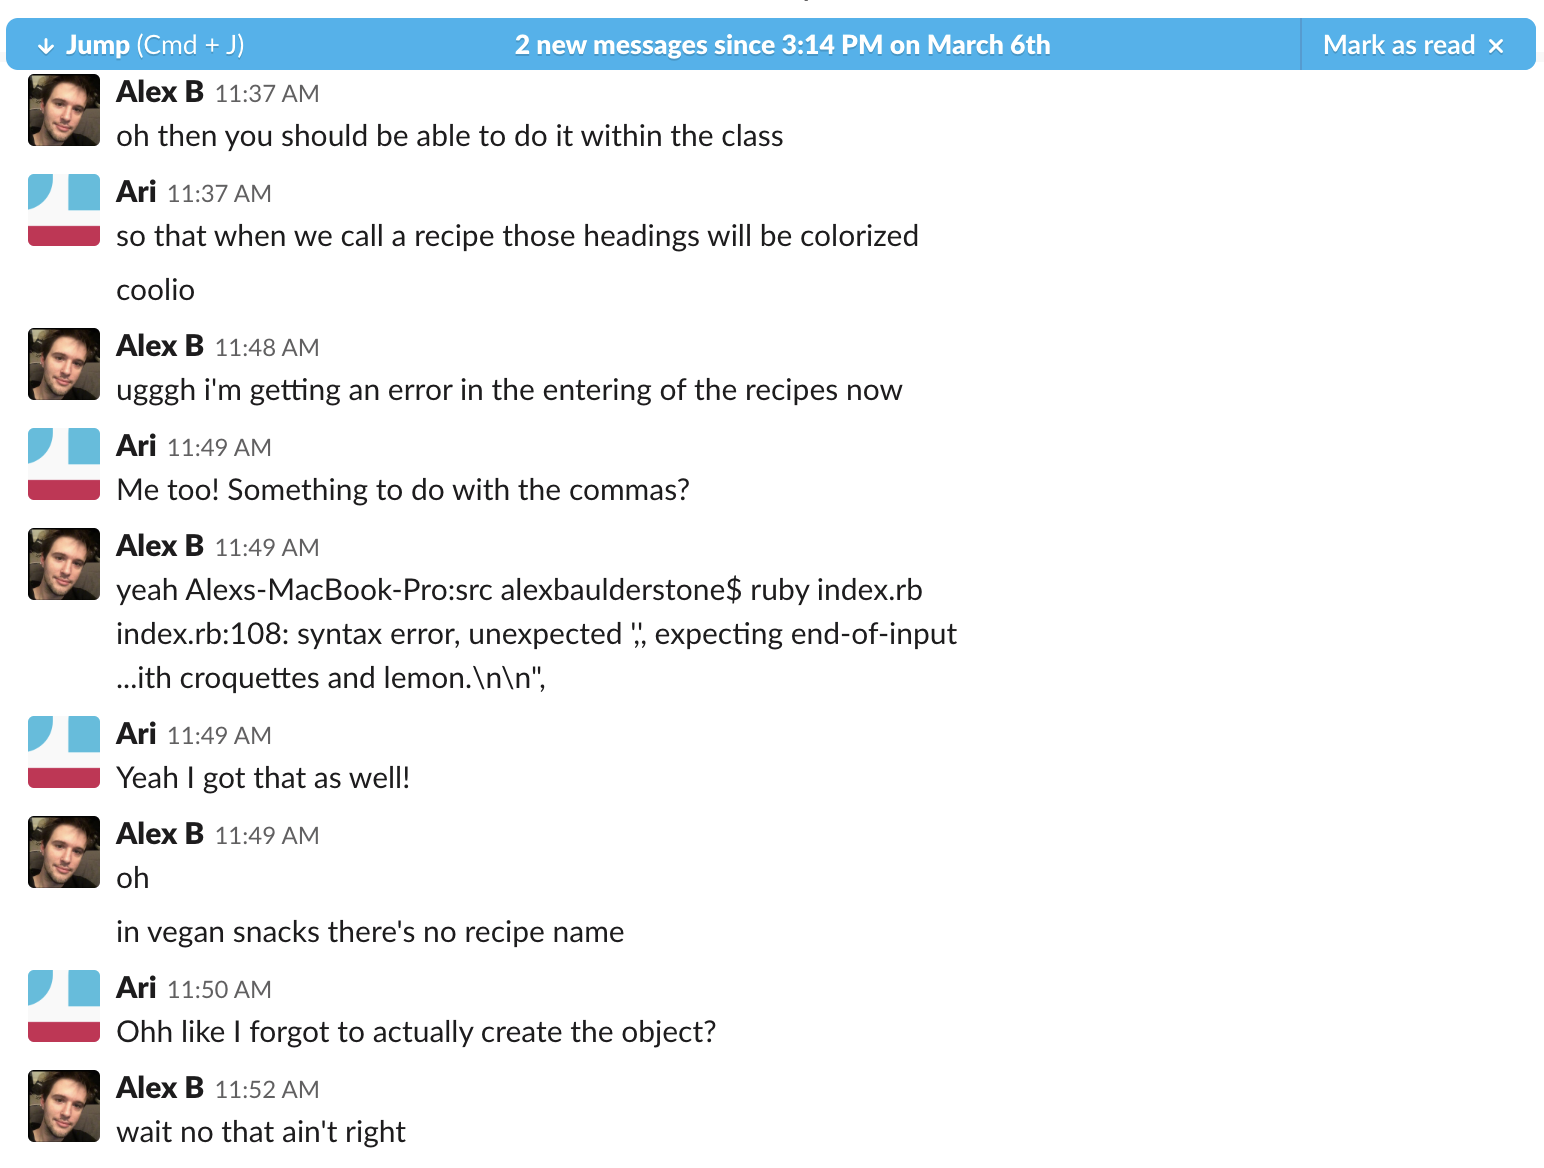 ↓ Jump (Cmd + J) 2 new messages since 3:14 PM on March 6th Mark as read ×
Alex B 11:37 AM
oh then you should be able to do it within the class
Ari 11:37 AM
so that when we call a recipe those headings will be colorized
coolio
Alex B 11:48 AM
ugggh i'm getting an error in the entering of the recipes now
Ari 11:49 AM
Me too! Something to do with the commas?
Alex B 11:49 AM
yeah Alexs-MacBook-Pro:src alexbaulderstone$ ruby index.rb
index.rb:108: syntax error, unexpected ',', expecting end-of-input
...ith croquettes and lemon.\n\n",
Ari 11:49 AM
Yeah I got that as well!
Alex B 11:49 AM
oh
in vegan snacks there's no recipe name
Ari 11:50 AM
Ohh like I forgot to actually create the object?
Alex B 11:52 AM
wait no that ain't right